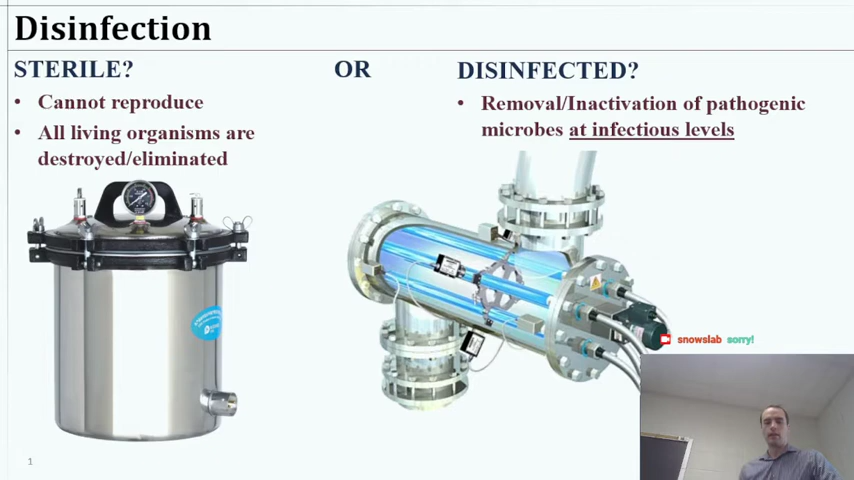 Disinfection
STERILE?
• Cannot reproduce
• All living organisms are
destroyed/eliminated
OR
DISINFECTED?
• Removal/Inactivation of pathogenic
microbes at infectious levels
snowslab sorry!
1